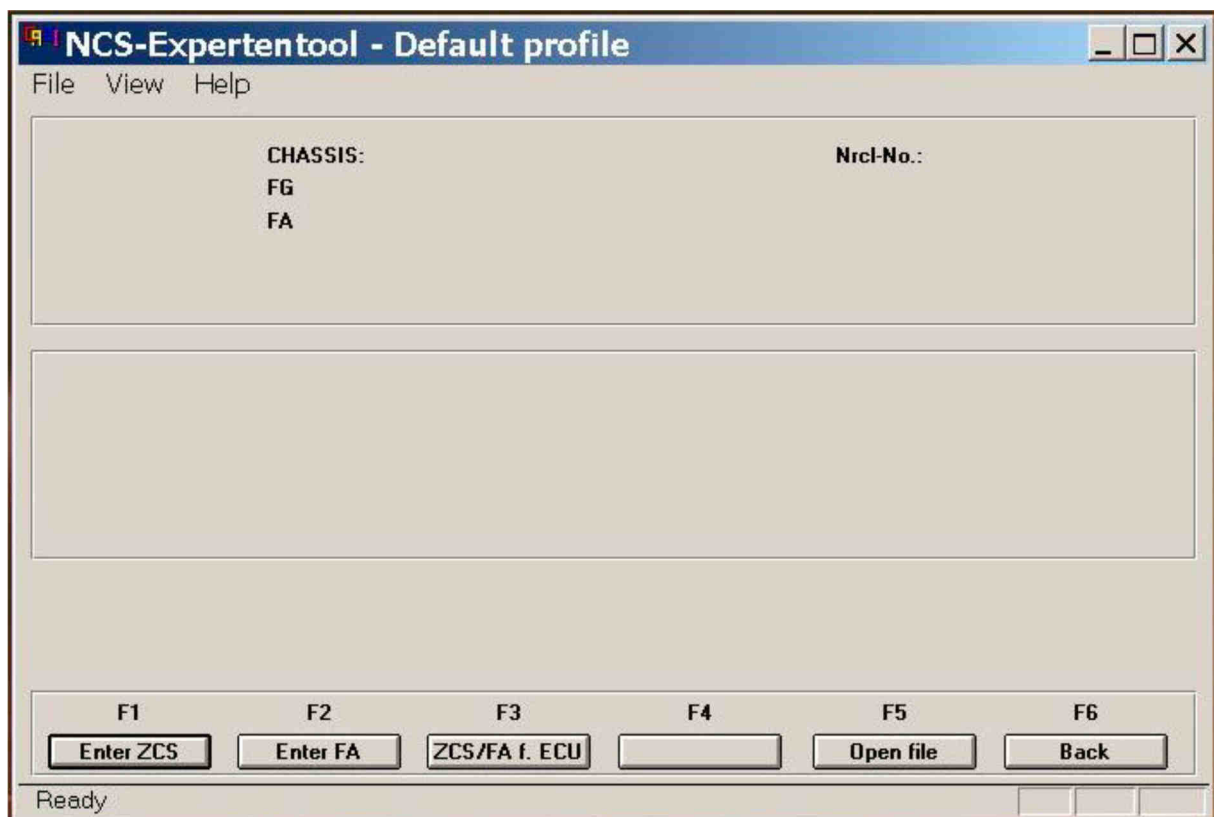 NCS-Expertentool - Default profile
File View Help
CHASSIS: Nrcl-No.:
FG
FA
F1 F2 F3 F4 F5 F6
Enter ZCS Enter FA ZCS/FA f. ECU Open file Back
Ready